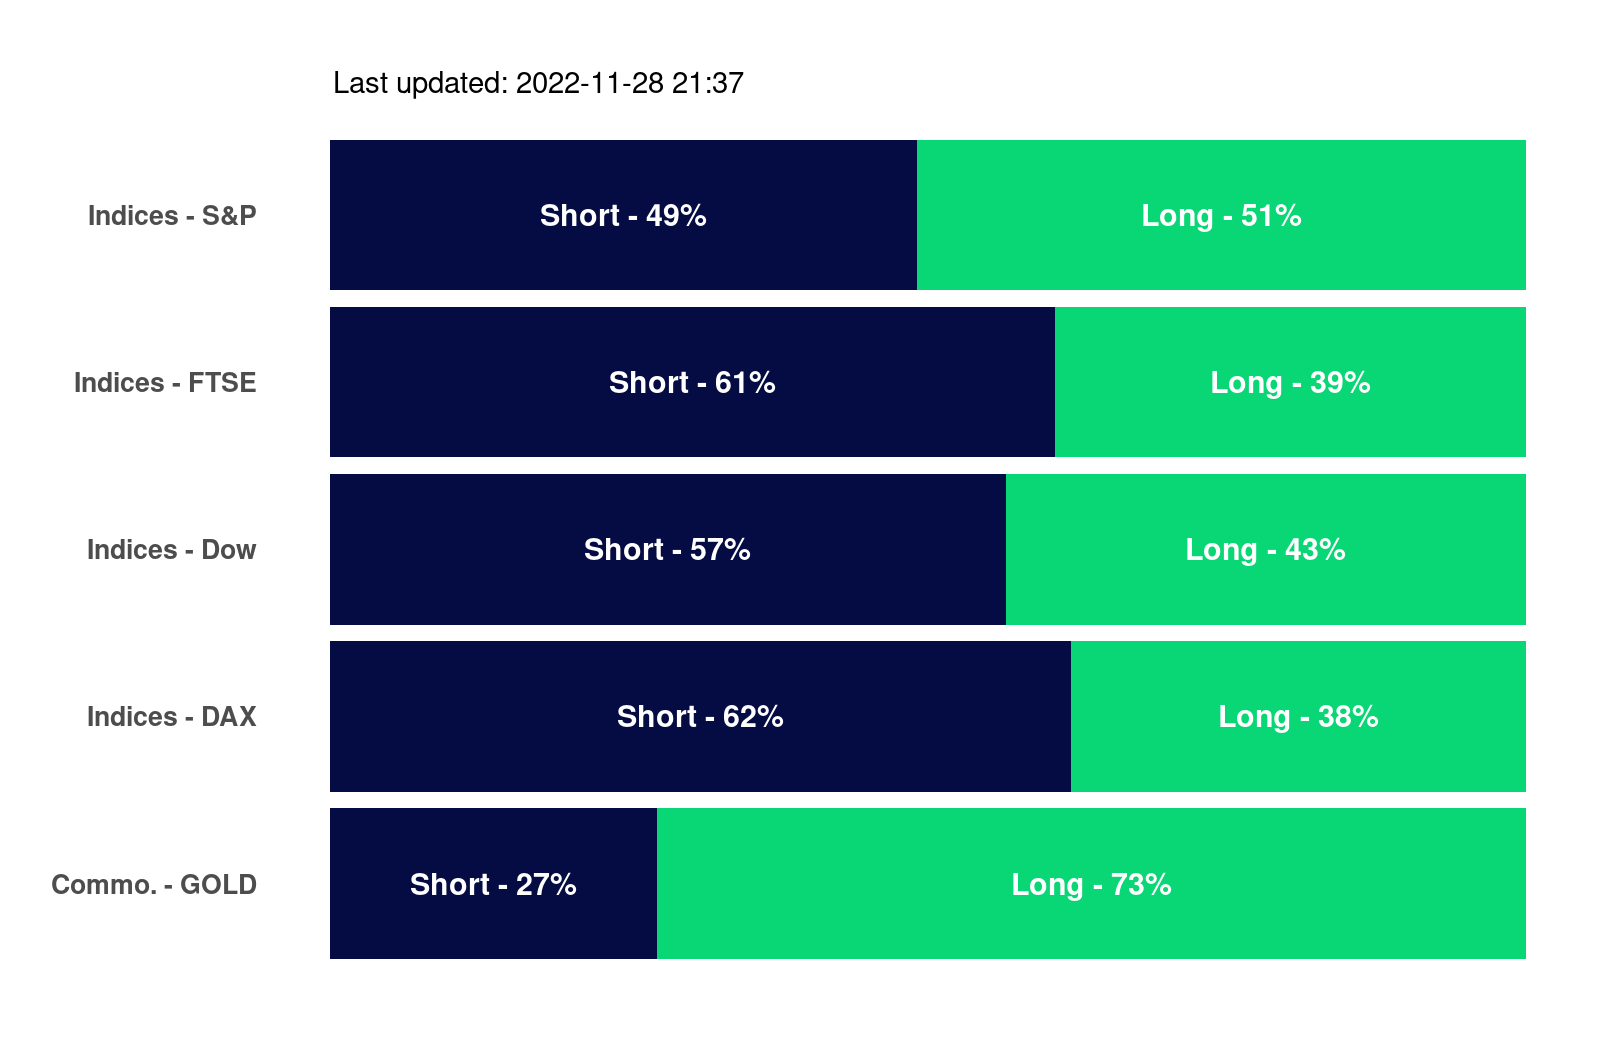 Last updated: 2022-11-28 21:37
Indices - S&P Short - 49% Long - 51%
Indices - FTSE Short - 61% Long - 39%
Indices - Dow Short - 57% Long - 43%
Indices - DAX Short - 62% Long - 38%
Commo. - GOLD Short - 27% Long - 73%